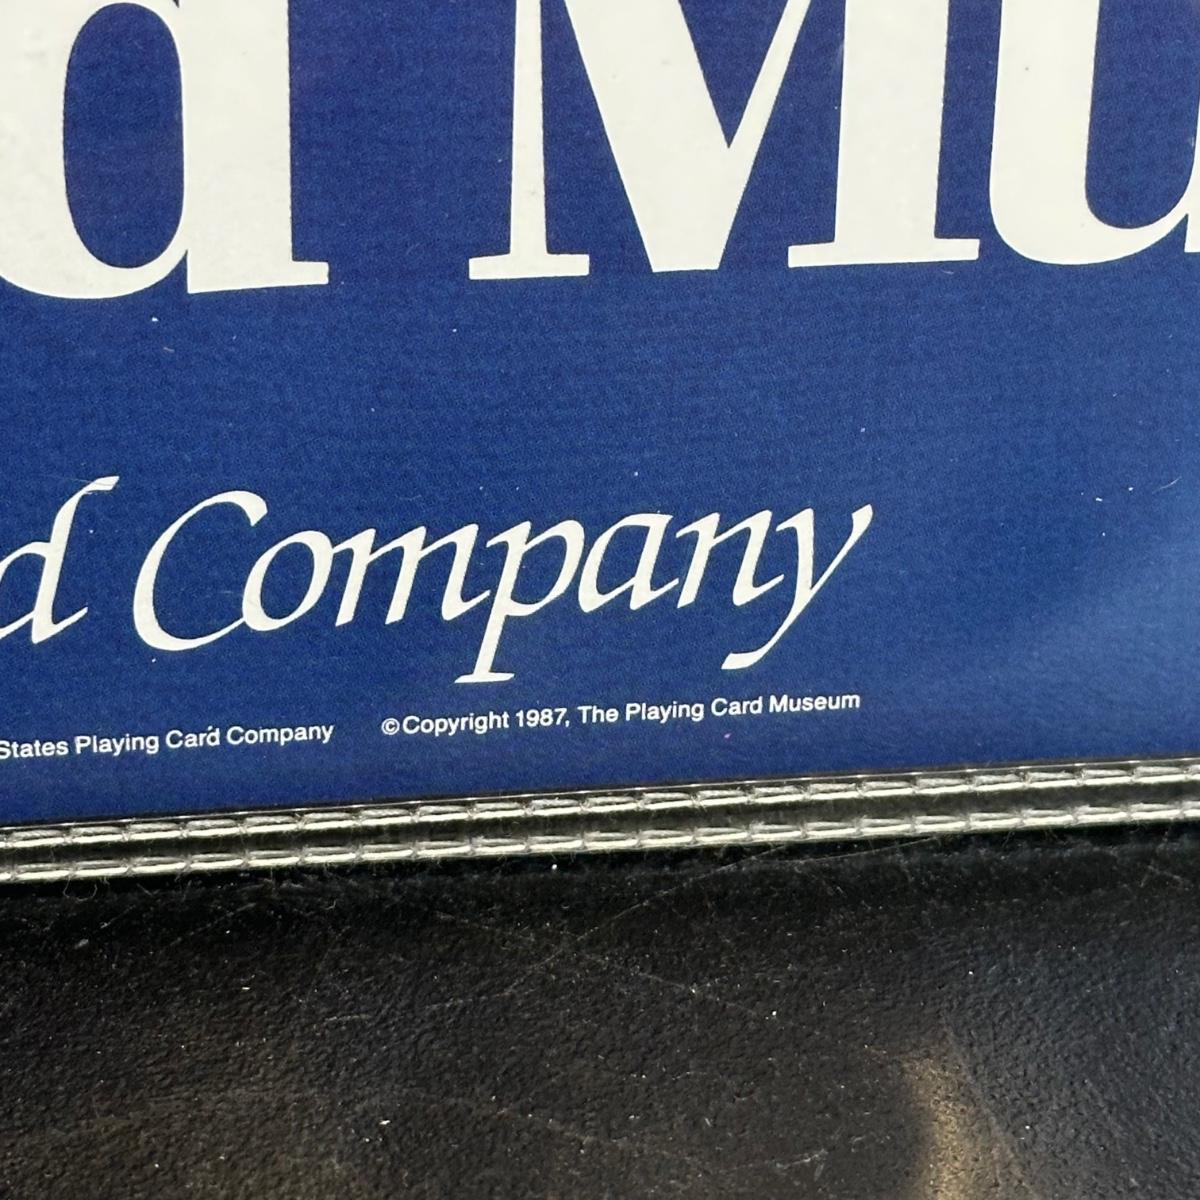 d Mu
d Company
States Playing Card Company ©Copyright 1987, The Playing Card Museum